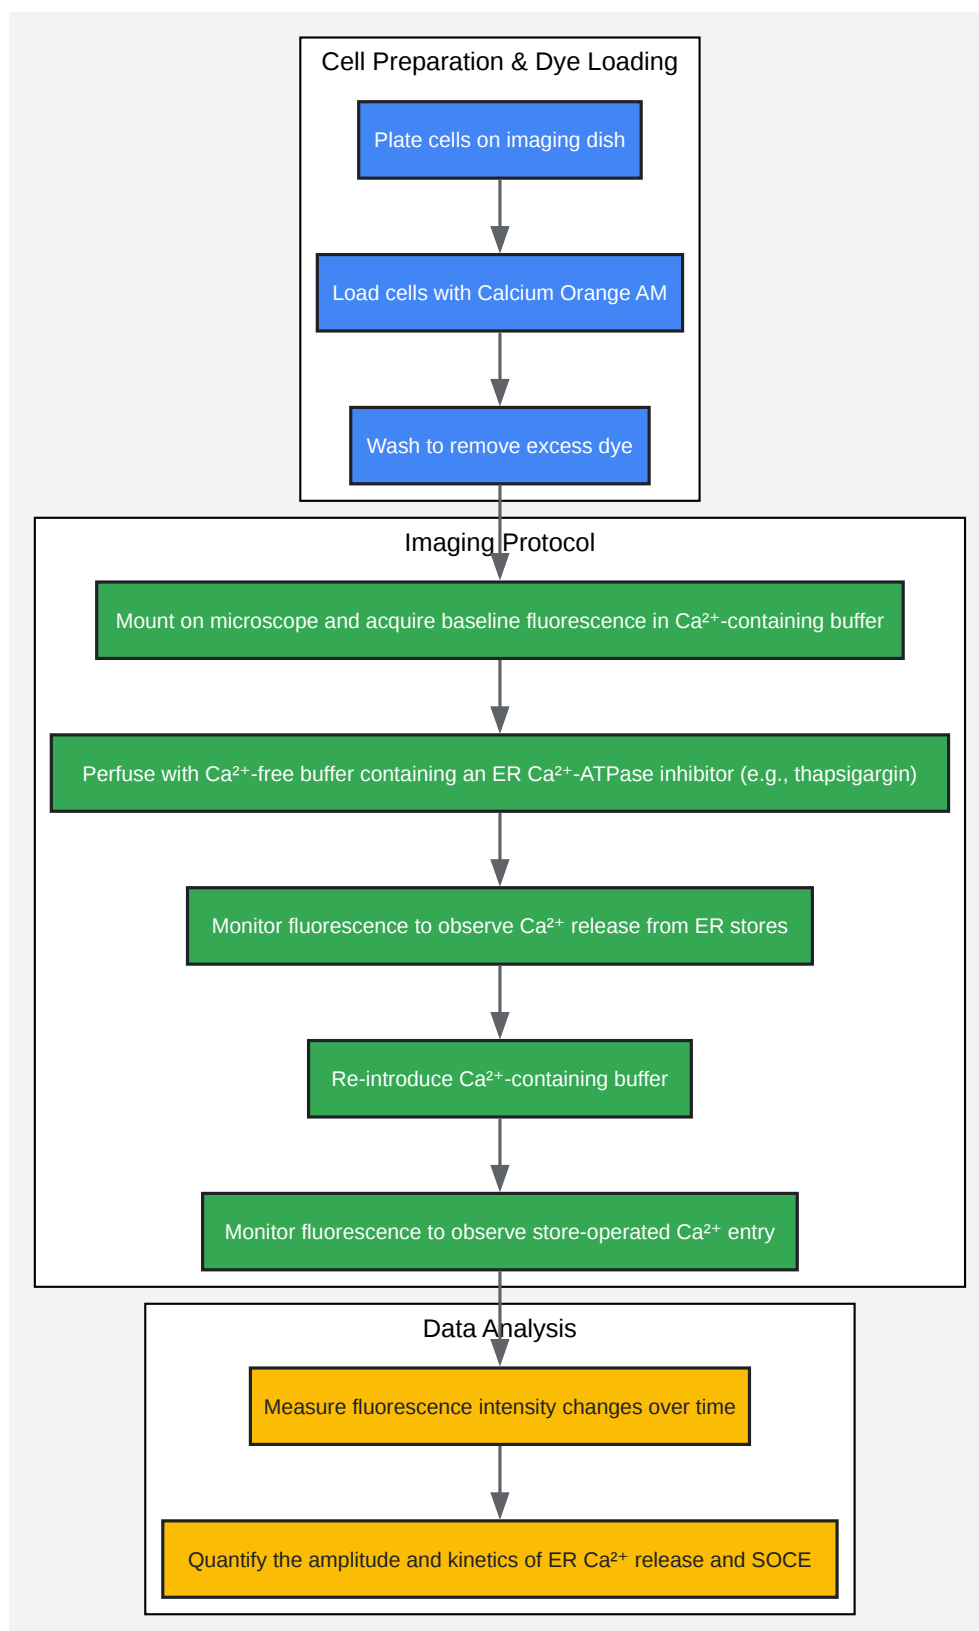 Cell Preparation & Dye Loading
Plate cells on imaging dish
Load cells with Calcium Orange AM
Wash to remove excess dye
Imaging Protocol
Mount on microscope and acquire baseline fluorescence in Ca²⁺-containing buffer
Perfuse with Ca²⁺-free buffer containing an ER Ca²⁺-ATPase inhibitor (e.g., thapsigargin)
Monitor fluorescence to observe Ca²⁺ release from ER stores
Re-introduce Ca²⁺-containing buffer
Monitor fluorescence to observe store-operated Ca²⁺ entry
Data Analysis
Measure fluorescence intensity changes over time
Quantify the amplitude and kinetics of ER Ca²⁺ release and SOCE